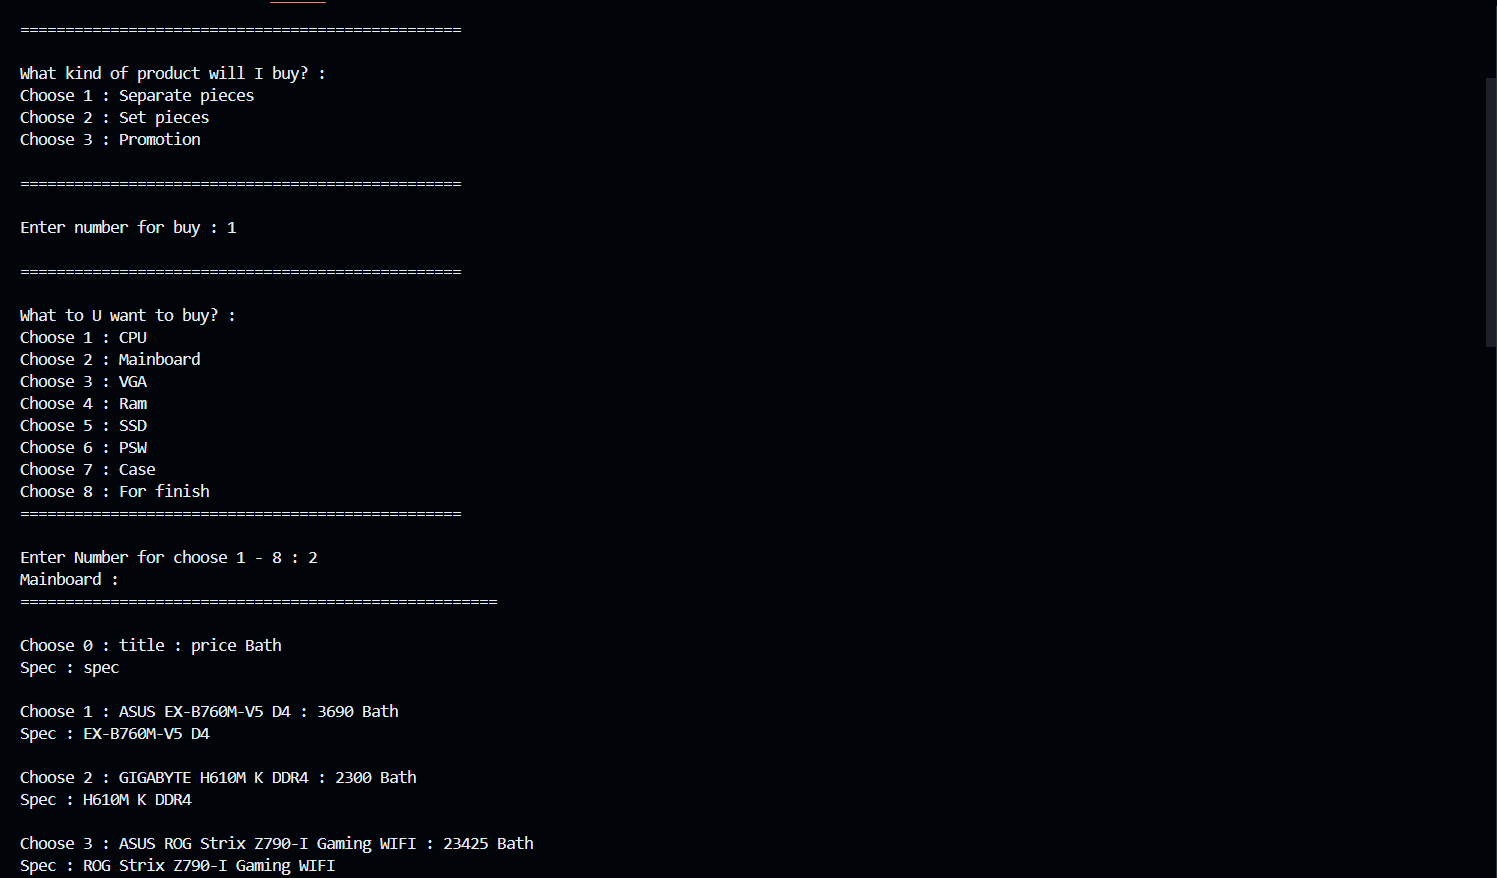 =================================================
What kind of product will I buy? :
Choose 1 : Separate pieces
Choose 2 : Set pieces
Choose 3 : Promotion
=================================================
Enter number for buy : 1
=================================================
What to U want to buy? :
Choose 1 : CPU
Choose 2 : Mainboard
Choose 3 : VGA
Choose 4 : Ram
Choose 5 : SSD
Choose 6 : PSW
Choose 7 : Case
Choose 8 : For finish
=================================================
Enter Number for choose 1 - 8 : 2
Mainboard :
=====================================================
Choose 0 : title : price Bath
Spec : spec
Choose 1 : ASUS EX-B760M-V5 D4 : 3690 Bath
Spec : EX-B760M-V5 D4
Choose 2 : GIGABYTE H610M K DDR4 : 2300 Bath
Spec : H610M K DDR4
Choose 3 : ASUS ROG Strix Z790-I Gaming WIFI : 23425 Bath
Spec : ROG Strix Z790-I Gaming WIFI